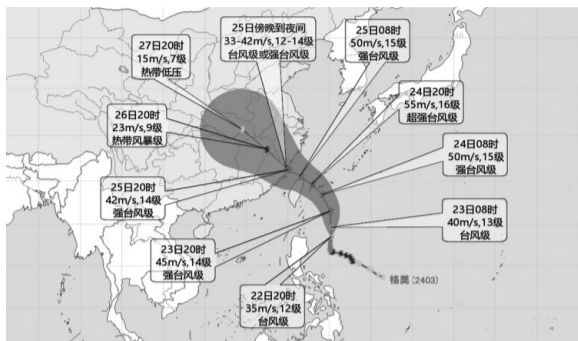 25日傍晚到夜间
33-42m/s,12-14级
台风级或强台风级
25日08时
50m/s,15级
强台风级
27日20时
15m/s,7级
热带低压
24日20时
55m/s,16级
超强台风级
26日20时
23m/s,9级
热带风暴级
24日08时
50m/s,15级
强台风级
25日20时
42m/s,14级
强台风级
23日08时
40m/s,13级
台风级
23日20时
45m/s,14级
强台风级
22日20时
35m/s,12级
台风级
格美(2403)